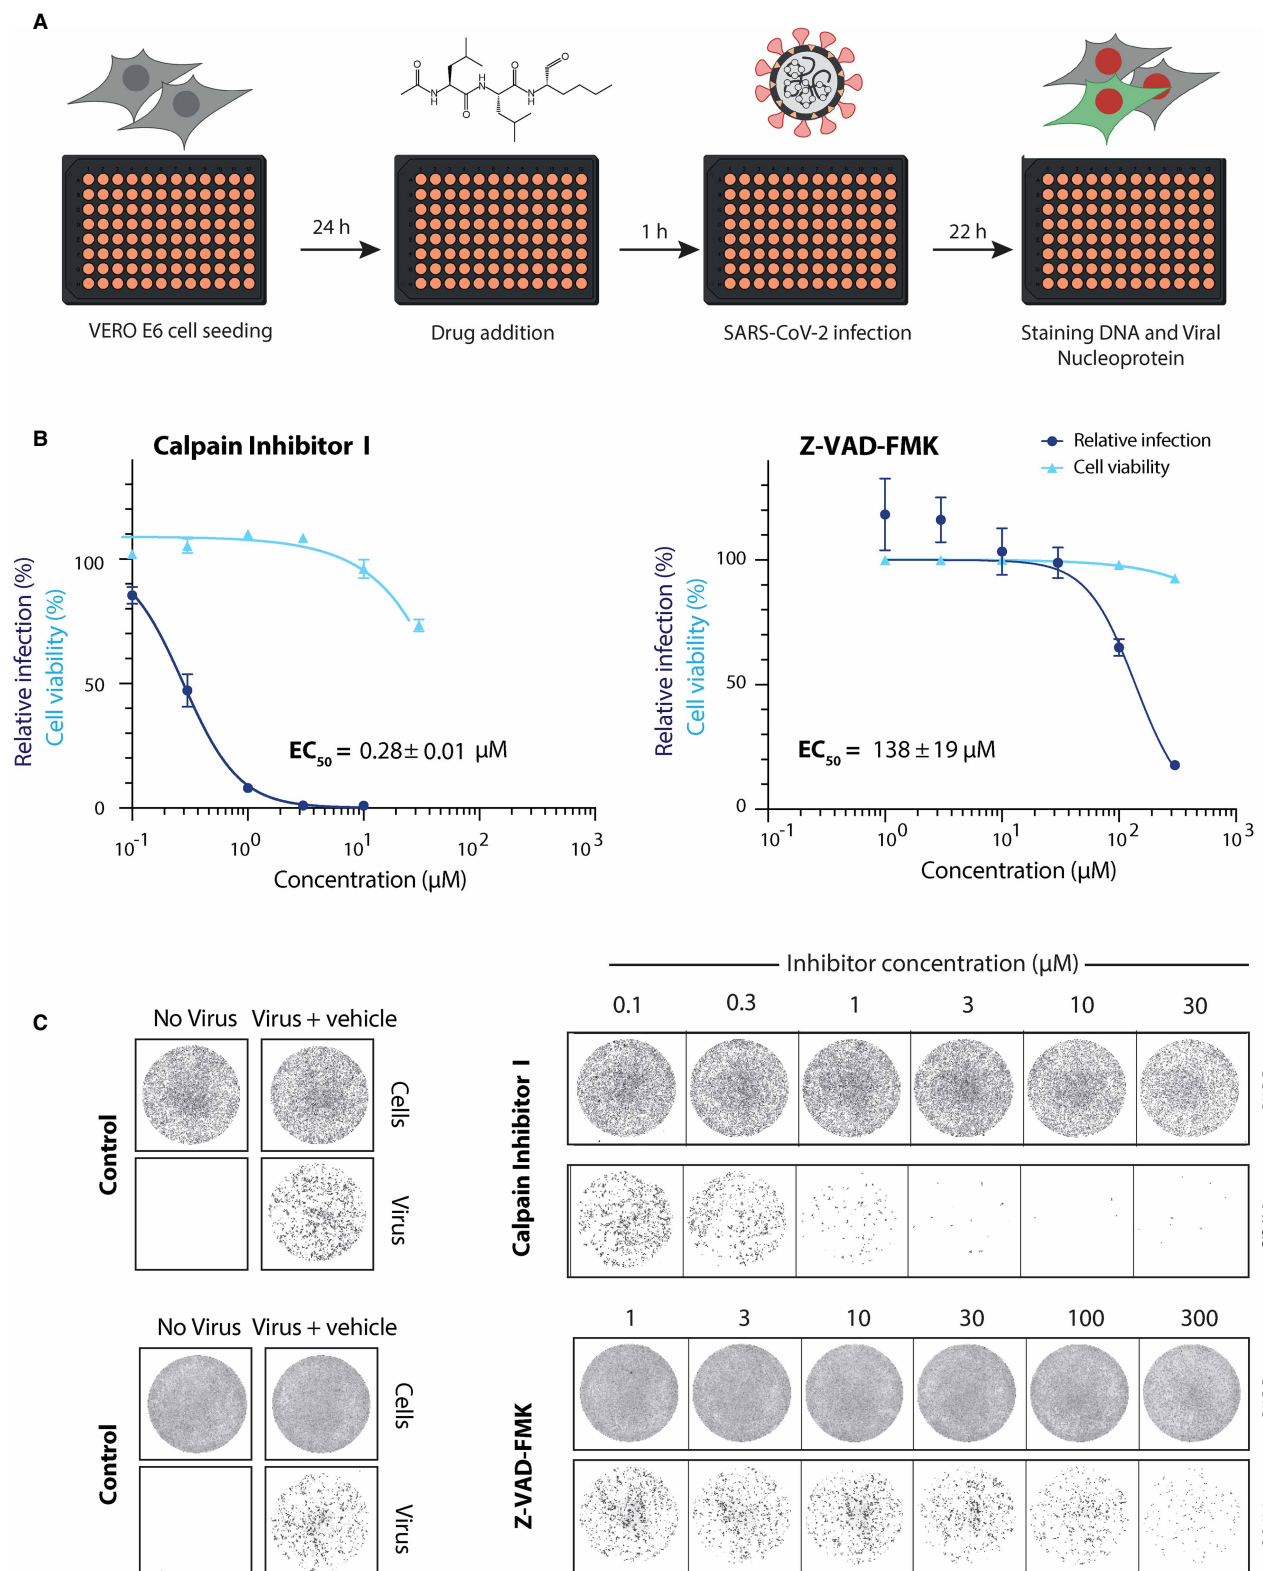 A
24 h
1 h
22 h
VERO E6 cell seeding
Drug addition
SARS-CoV-2 infection
Staining DNA and Viral
Nucleoprotein
B
Calpain Inhibitor I
Relative infection (%)
Cell viability (%)
100
50
0
EC50 = 0.28 ± 0.01 μM
10-1 100 101 102 103
Concentration (μM)
Z-VAD-FMK
Relative infection
Cell viability
Relative infection (%)
Cell viability (%)
100
50
0
EC50 = 138 ± 19 μM
10-1 100 101 102 103
Concentration (μM)
C
No Virus Virus + vehicle
Control
Cells
Virus
Inhibitor concentration (μM)
0.1 0.3 1 3 10 30
Calpain Inhibitor I
No Virus Virus + vehicle
Control
Cells
Virus
1 3 10 30 100 300
Z-VAD-FMK